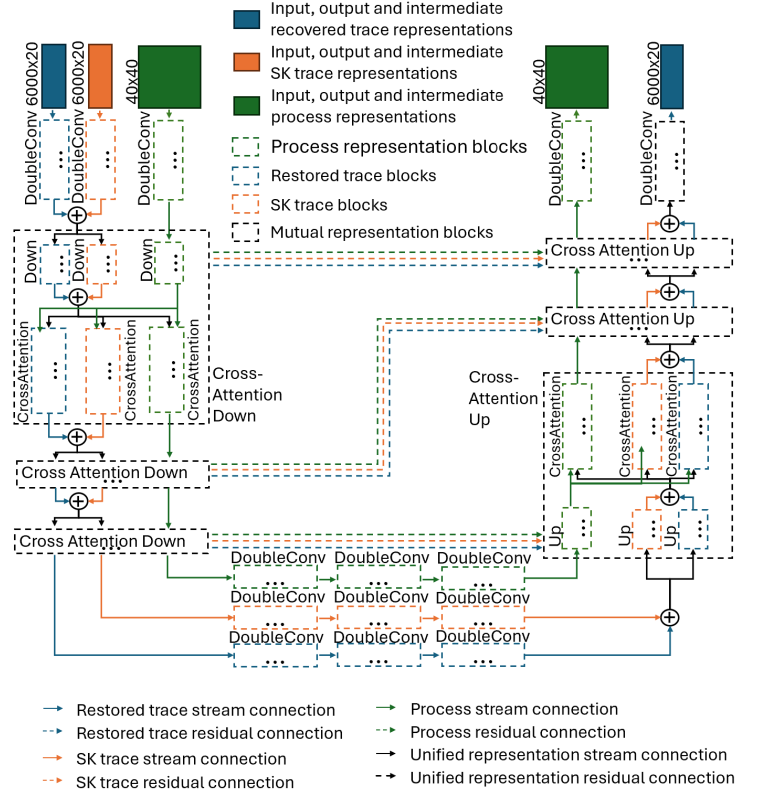 Input, output and intermediate
recovered trace representations
Input, output and intermediate
SK trace representations
Input, output and intermediate
process representations
Process representation blocks
Restored trace blocks
SK trace blocks
Mutual representation blocks
6000x20
6000x20
40x40
DoubleConv
DoubleConv
DoubleConv
...
...
...
+
Down
Down
Down
...
...
...
+
CrossAttention
CrossAttention
CrossAttention
...
...
...
Cross-
Attention
Down
+
Cross Attention Down
...
+
Cross Attention Down
...
40x40
6000x20
DoubleConv
DoubleConv
...
...
+
Cross Attention Up
...
+
Cross Attention Up
...
+
Cross-
Attention
Up
CrossAttention
CrossAttention
CrossAttention
...
...
...
+
Up
Up
Up
...
...
...
DoubleConv
DoubleConv
DoubleConv
...
...
...
DoubleConv
DoubleConv
DoubleConv
...
...
...
+
DoubleConv
DoubleConv
DoubleConv
...
...
...
Restored trace stream connection
Restored trace residual connection
SK trace stream connection
SK trace residual connection
Process stream connection
Process residual connection
Unified representation stream connection
Unified representation residual connection